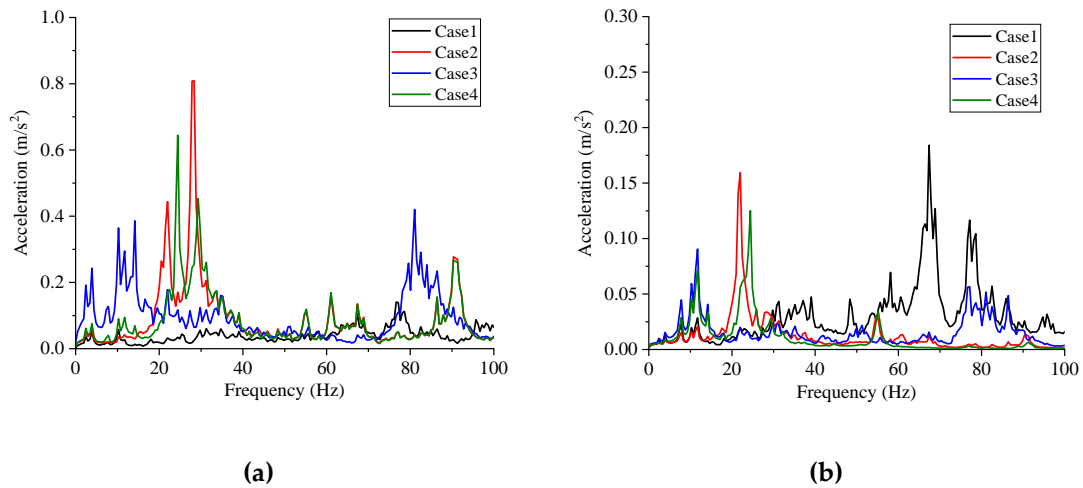 1.0
0.8
0.6
0.4
0.2
0.0
Acceleration (m/s²)
0 20 40 60 80 100
Frequency (Hz)
Case1
Case2
Case3
Case4
(a)
0.30
0.25
0.20
0.15
0.10
0.05
0.00
Acceleration (m/s²)
0 20 40 60 80 100
Frequency (Hz)
Case1
Case2
Case3
Case4
(b)